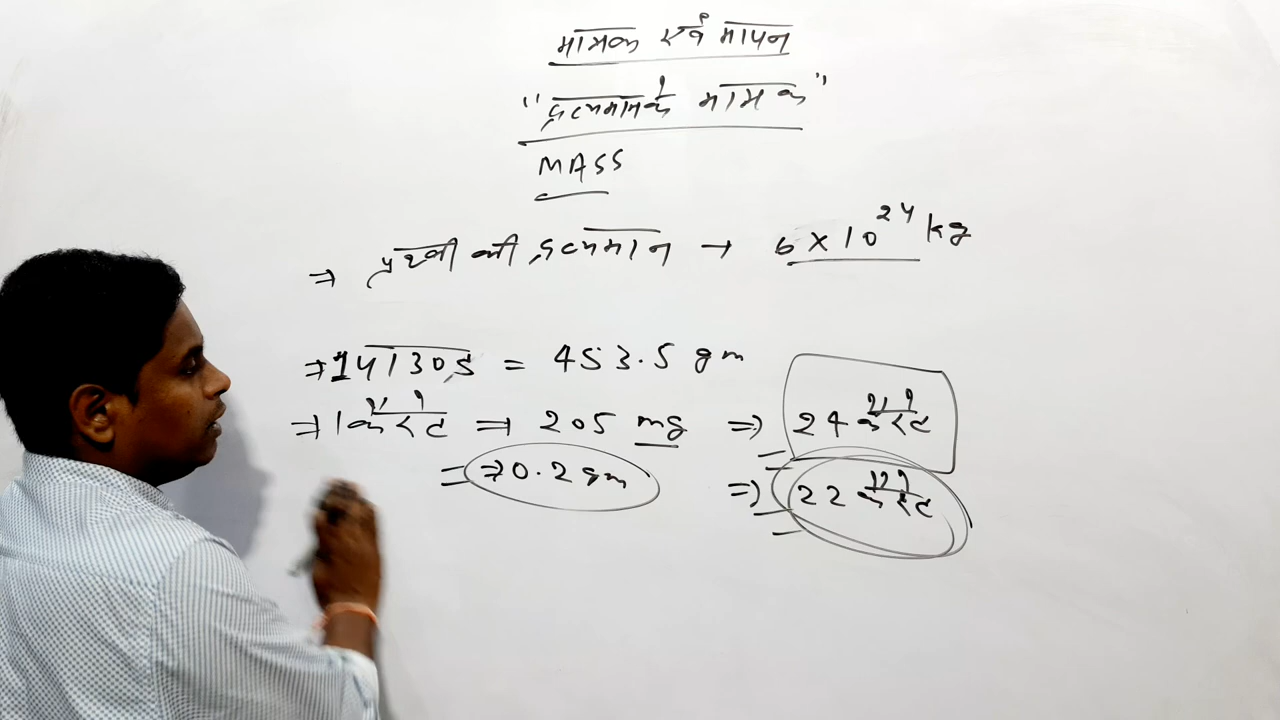 मात्रक एवं मापन
"द्रव्यमान के मात्रक"
MASS
⇒ पृथ्वी की द्रव्यमान → 6 × 10²⁴ kg
⇒ 1 पाउण्ड = 453.5 gm
⇒ 1 कैरेट ⇒ 205 mg ⇒ 24 कैरेट
= ⇒ 0.2 gm ⇒ 22 कैरेट